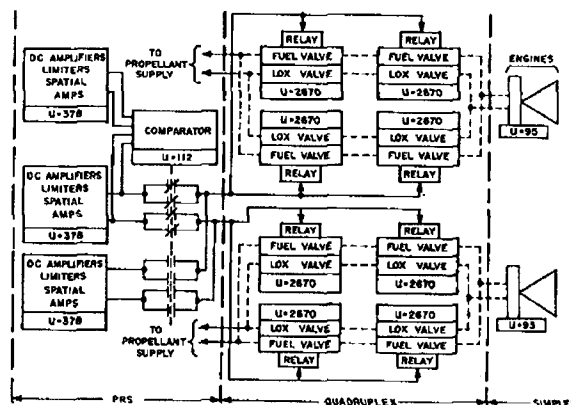 DC AMPLIFIERS
LIMITERS
SPATIAL
AMPS
U=378
COMPARATOR
U=112
DC AMPLIFIERS
LIMITERS
SPATIAL
AMPS
U=378
DC AMPLIFIERS
LIMITERS
SPATIAL
AMPS
U=378
TO
PROPELLANT
SUPPLY
RELAY
FUEL VALVE
LOX VALVE
U=2670
RELAY
FUEL VALVE
LOX VALVE
U=2670
U=2670
LOX VALVE
FUEL VALVE
RELAY
U=2670
LOX VALVE
FUEL VALVE
RELAY
ENGINES
U=95
RELAY
FUEL VALVE
LOX VALVE
U=2670
RELAY
FUEL VALVE
LOX VALVE
U=2670
U=2670
LOX VALVE
FUEL VALVE
RELAY
U=2670
LOX VALVE
FUEL VALVE
RELAY
TO
PROPELLANT
SUPPLY
U=93
PRS
QUADRUPLEX